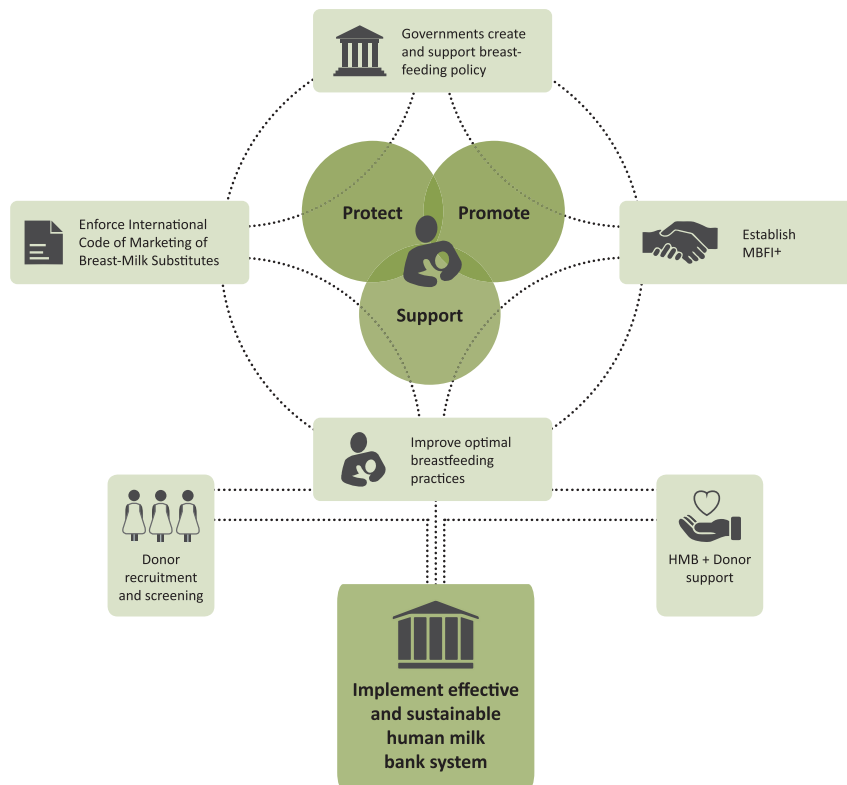 Governments create
and support breast-
feeding policy
Protect
Promote
Enforce International
Code of Marketing of
Breast-Milk Substitutes
Establish
MBFI+
Support
Improve optimal
breastfeeding
practices
Donor
recruitment
and screening
HMB + Donor
support
Implement effective
and sustainable
human milk
bank system